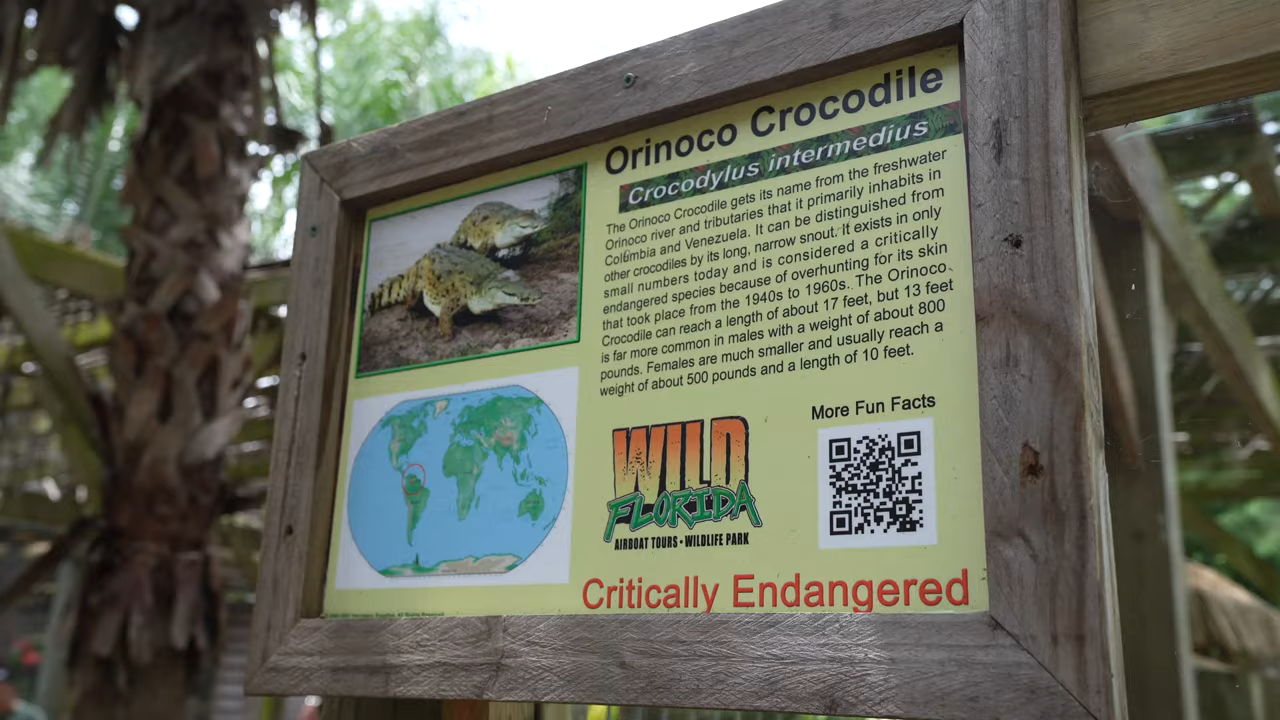 Orinoco Crocodile
Crocodylus intermedius
The Orinoco Crocodile gets its name from the freshwater
Orinoco river and tributaries that it primarily inhabits in
Columbia and Venezuela. It can be distinguished from
other crocodiles by its long, narrow snout. It exists in only
small numbers today and is considered a critically
endangered species because of overhunting for its skin
that took place from the 1940s to 1960s. The Orinoco
Crocodile can reach a length of about 17 feet, but 13 feet
is far more common in males with a weight of about 800
pounds. Females are much smaller and usually reach a
weight of about 500 pounds and a length of 10 feet.
More Fun Facts
WILD
FLORIDA
AIRBOAT TOURS • WILDLIFE PARK
Critically Endangered